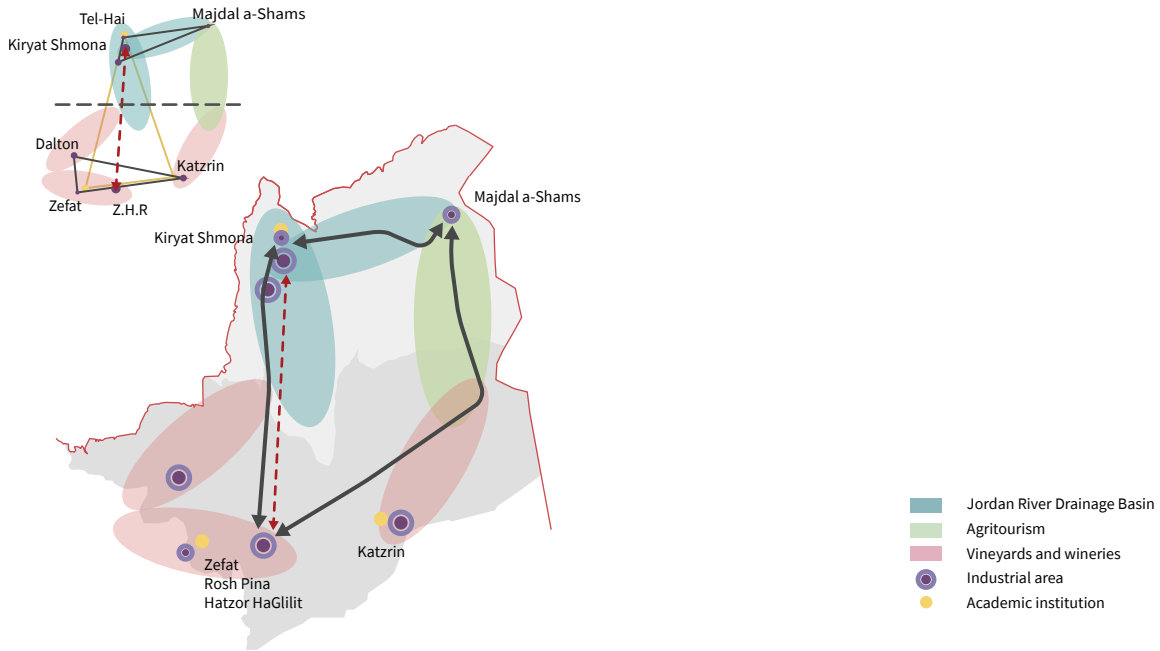 Tel-Hai
Majdal a-Shams
Kiryat Shmona
Dalton
Katzrin
Zefat
Z.H.R
Majdal a-Shams
Kiryat Shmona
Katzrin
Zefat
Rosh Pina
Hatzor HaGlilit
Jordan River Drainage Basin
Agritourism
Vineyards and wineries
Industrial area
Academic institution